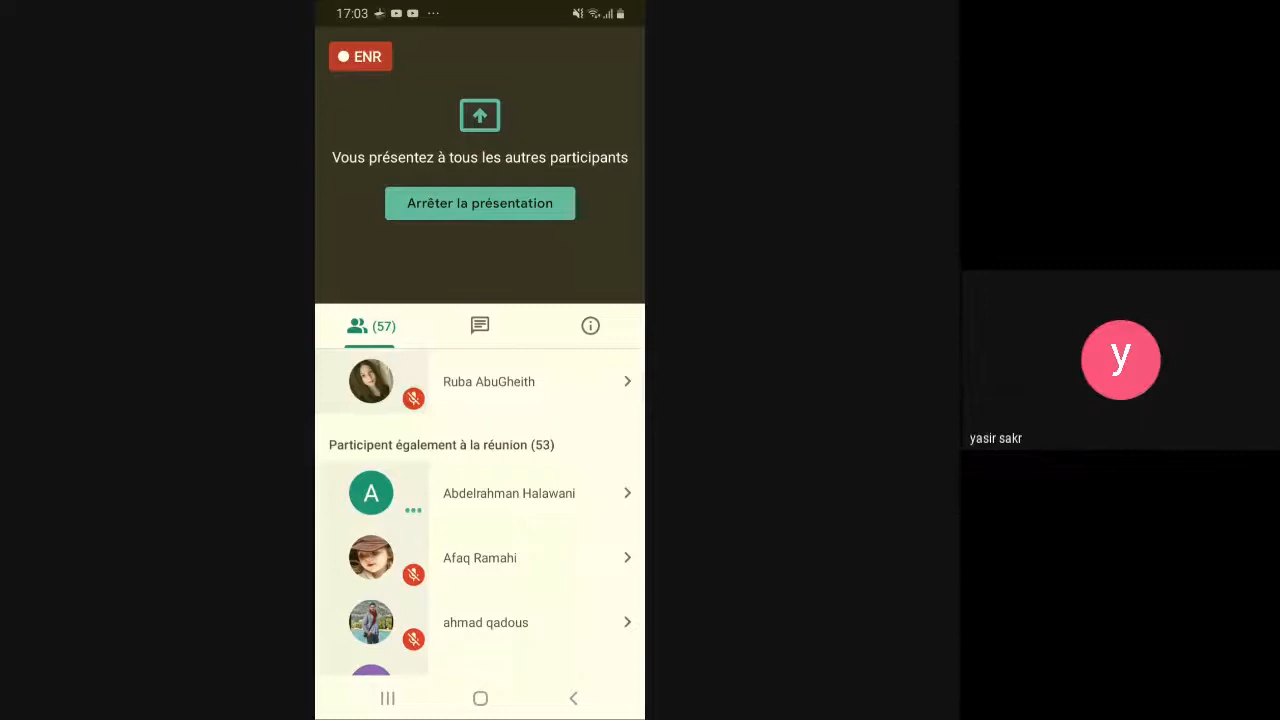 17:03
ENR
Vous présentez à tous les autres participants
Arrêter la présentation
(57)
Ruba AbuGheith
Participent également à la réunion (53)
A
Abdelrahman Halawani
Afaq Ramahi
ahmad qadous
y
yasir sakr